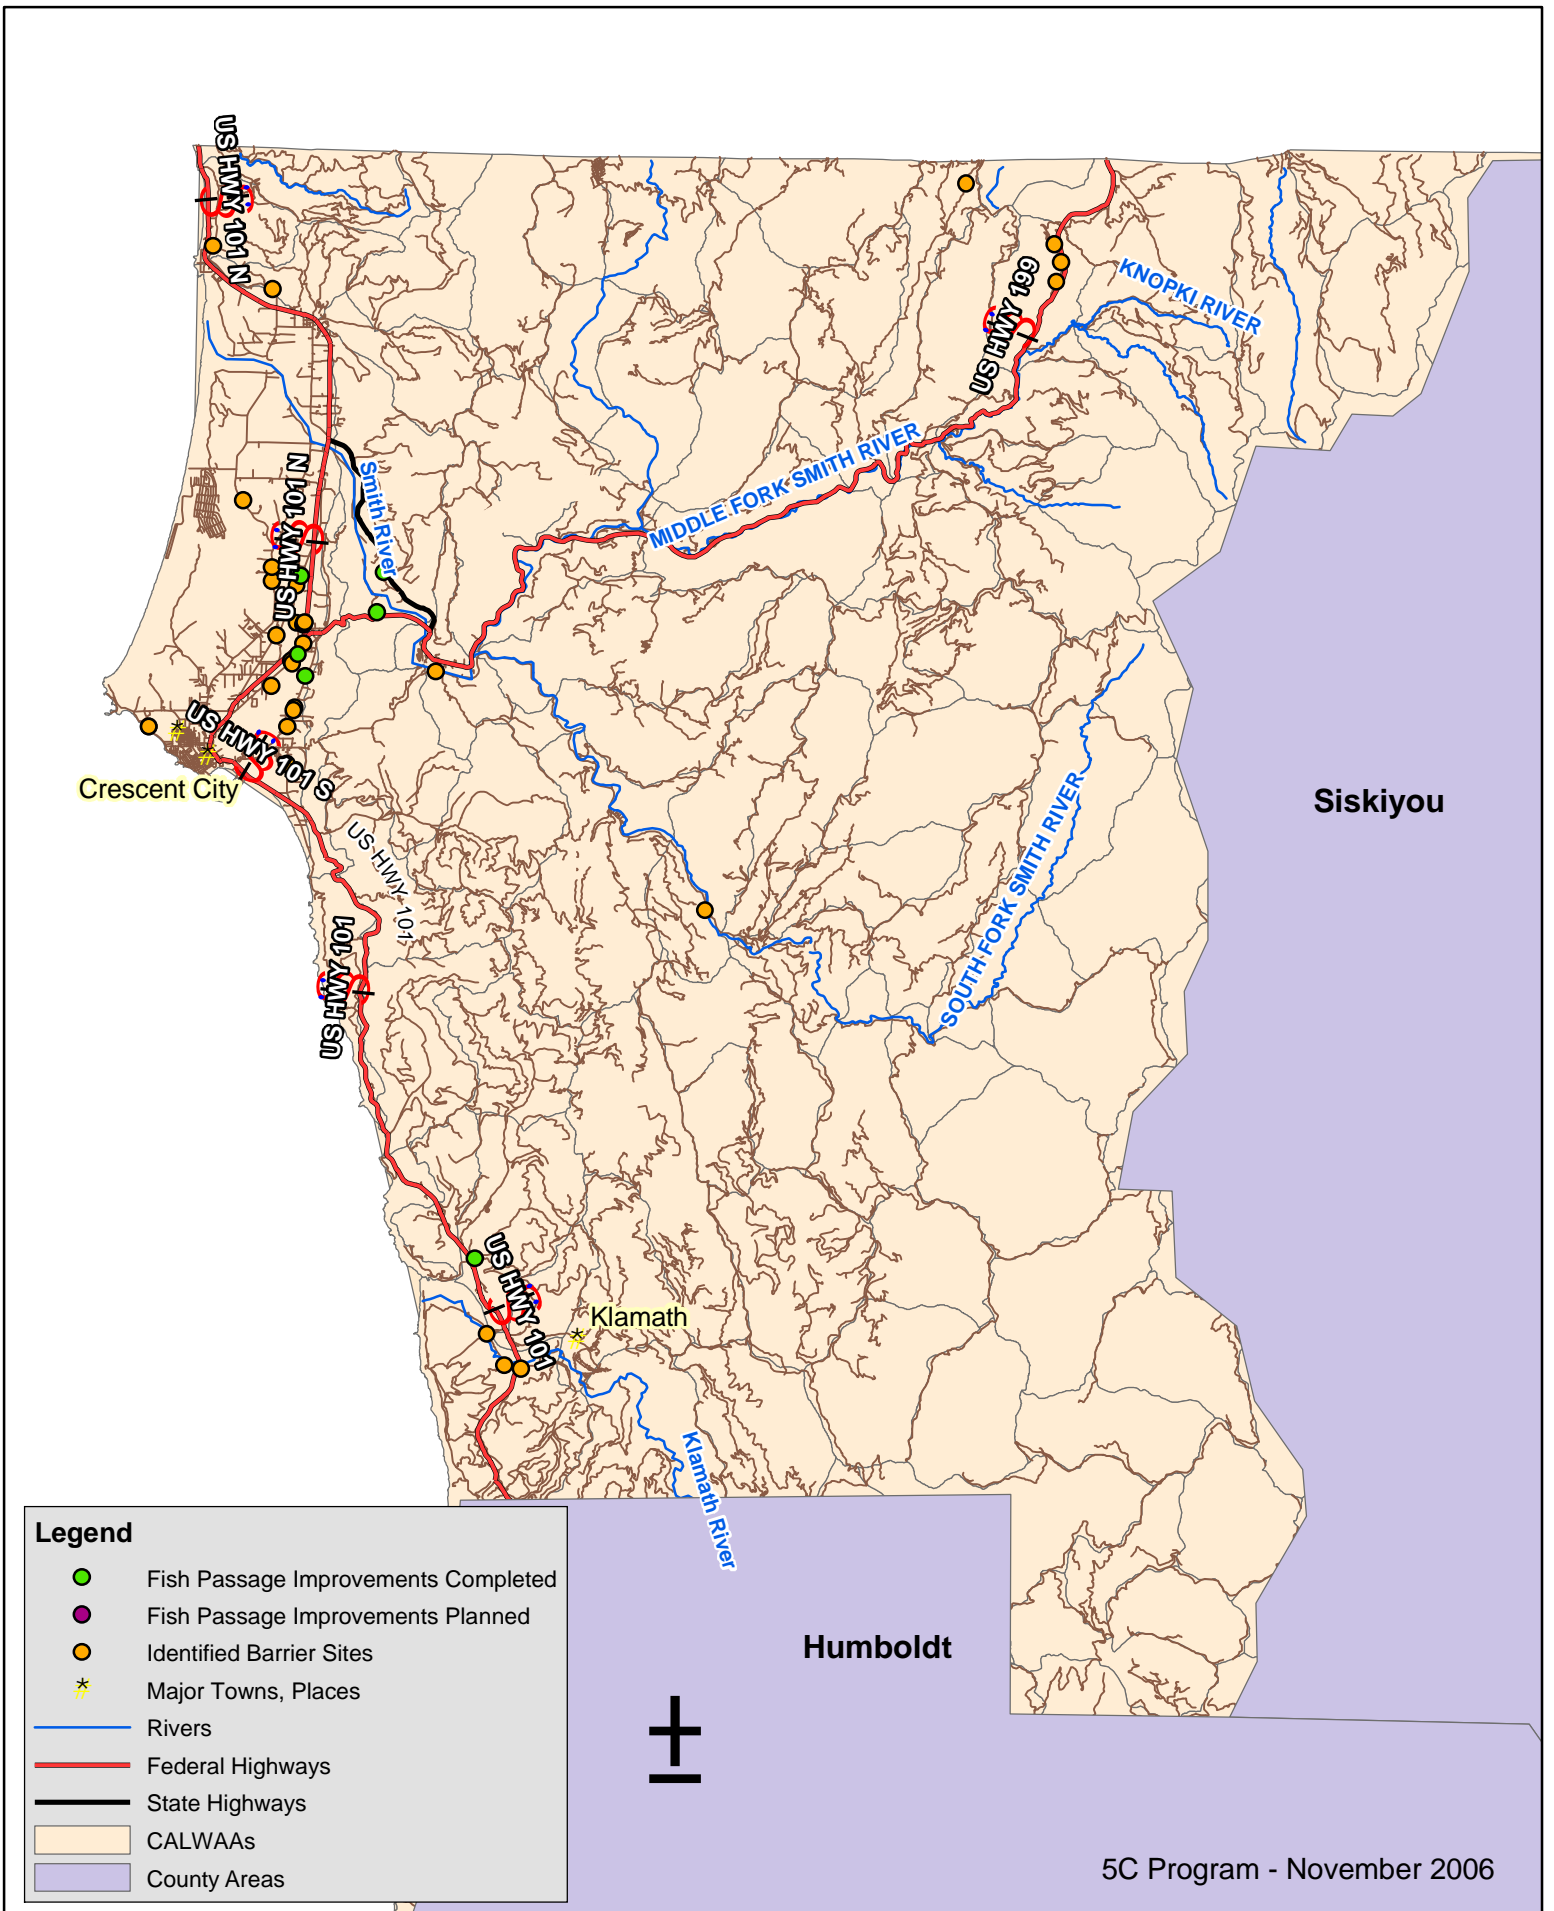 US HWY 101 N
US HWY 199
KNOPKI RIVER
MIDDLE FORK SMITH RIVER
US HWY 101 N
Smith River
US HWY 101 S
Crescent City
US HWY 101
Siskiyou
SOUTH FORK SMITH RIVER
US HWY 101
US HWY 101
Klamath
Klamath River
Humboldt
Legend
Fish Passage Improvements Completed
Fish Passage Improvements Planned
Identified Barrier Sites
Major Towns, Places
Rivers
Federal Highways
State Highways
CALWAAs
County Areas
5C Program - November 2006